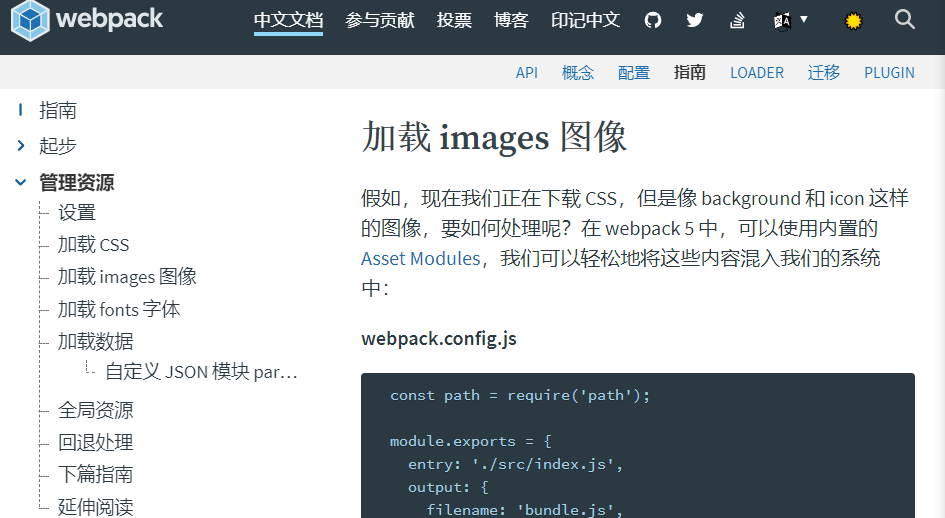 webpack 中文文档 参与贡献 投票 博客 印记中文
API 概念 配置 指南 LOADER 迁移 PLUGIN
指南
起步
管理资源
设置
加载 CSS
加载 images 图像
加载 fonts 字体
加载数据
自定义 JSON 模块 par…
全局资源
回退处理
下篇指南
延伸阅读
加载 images 图像
假如，现在我们正在下载 CSS，但是像 background 和 icon 这样
的图像，要如何处理呢？在 webpack 5 中，可以使用内置的
Asset Modules，我们可以轻松地将这些内容混入我们的系统
中：
webpack.config.js
const path = require('path');
module.exports = {
entry: './src/index.js',
output: {
filename: 'bundle.js',